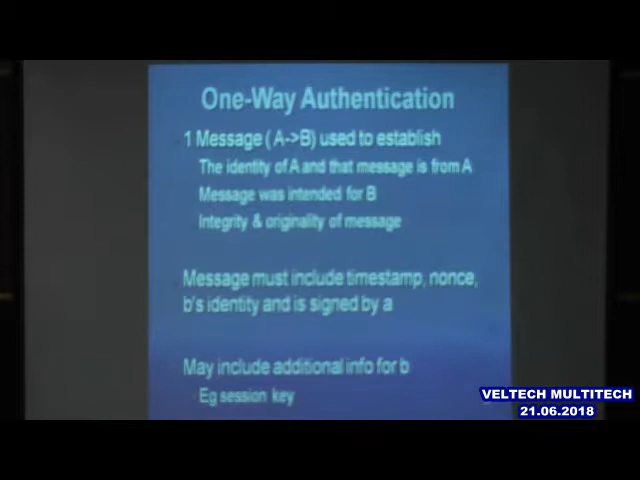 One-Way Authentication
1 Message ( A->B) used to establish
The identity of A and that message is from A
Message was intended for B
Integrity & originality of message
Message must include timestamp, nonce,
b's identity and is signed by a
May include additional info for b
Eg session key
VELTECH MULTITECH
21.06.2018